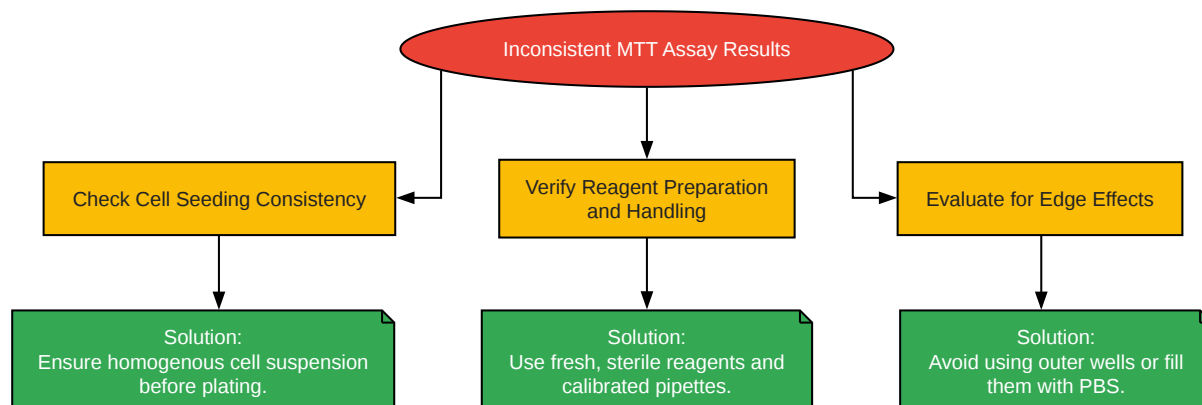 Inconsistent MTT Assay Results
Check Cell Seeding Consistency
Verify Reagent Preparation
and Handling
Evaluate for Edge Effects
Solution:
Ensure homogenous cell suspension
before plating.
Solution:
Use fresh, sterile reagents and
calibrated pipettes.
Solution:
Avoid using outer wells or fill
them with PBS.